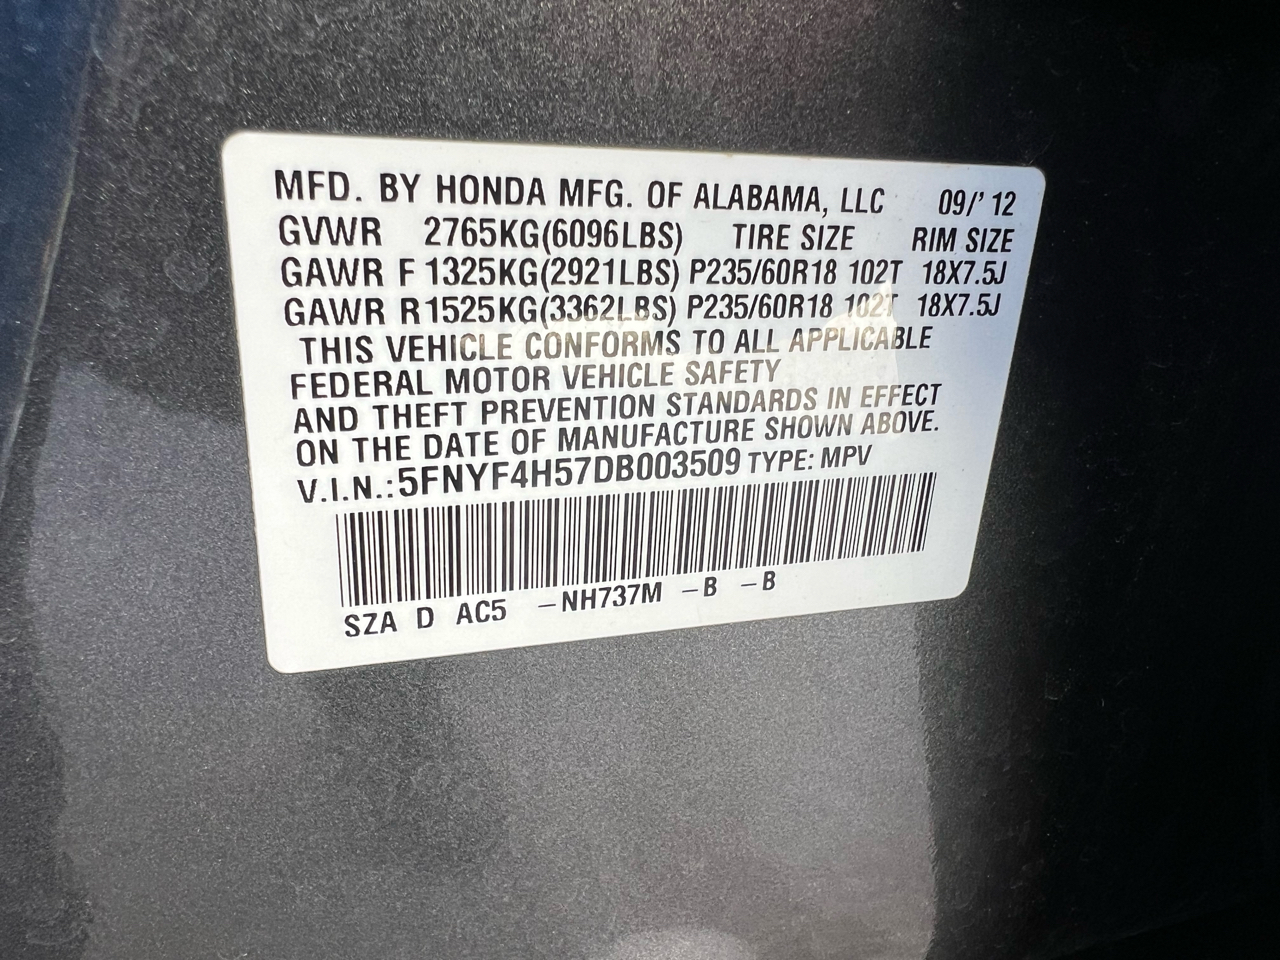 MFD. BY HONDA MFG. OF ALABAMA, LLC 09/' 12
GVWR 2765KG(6096LBS) TIRE SIZE RIM SIZE
GAWR F 1325KG(2921LBS) P235/60R18 102T 18X7.5J
GAWR R 1525KG(3362LBS) P235/60R18 102T 18X7.5J
THIS VEHICLE CONFORMS TO ALL APPLICABLE
FEDERAL MOTOR VEHICLE SAFETY
AND THEFT PREVENTION STANDARDS IN EFFECT
ON THE DATE OF MANUFACTURE SHOWN ABOVE.
V.I.N.:5FNYF4H57DB003509 TYPE: MPV
SZA D AC5 –NH737M –B –B